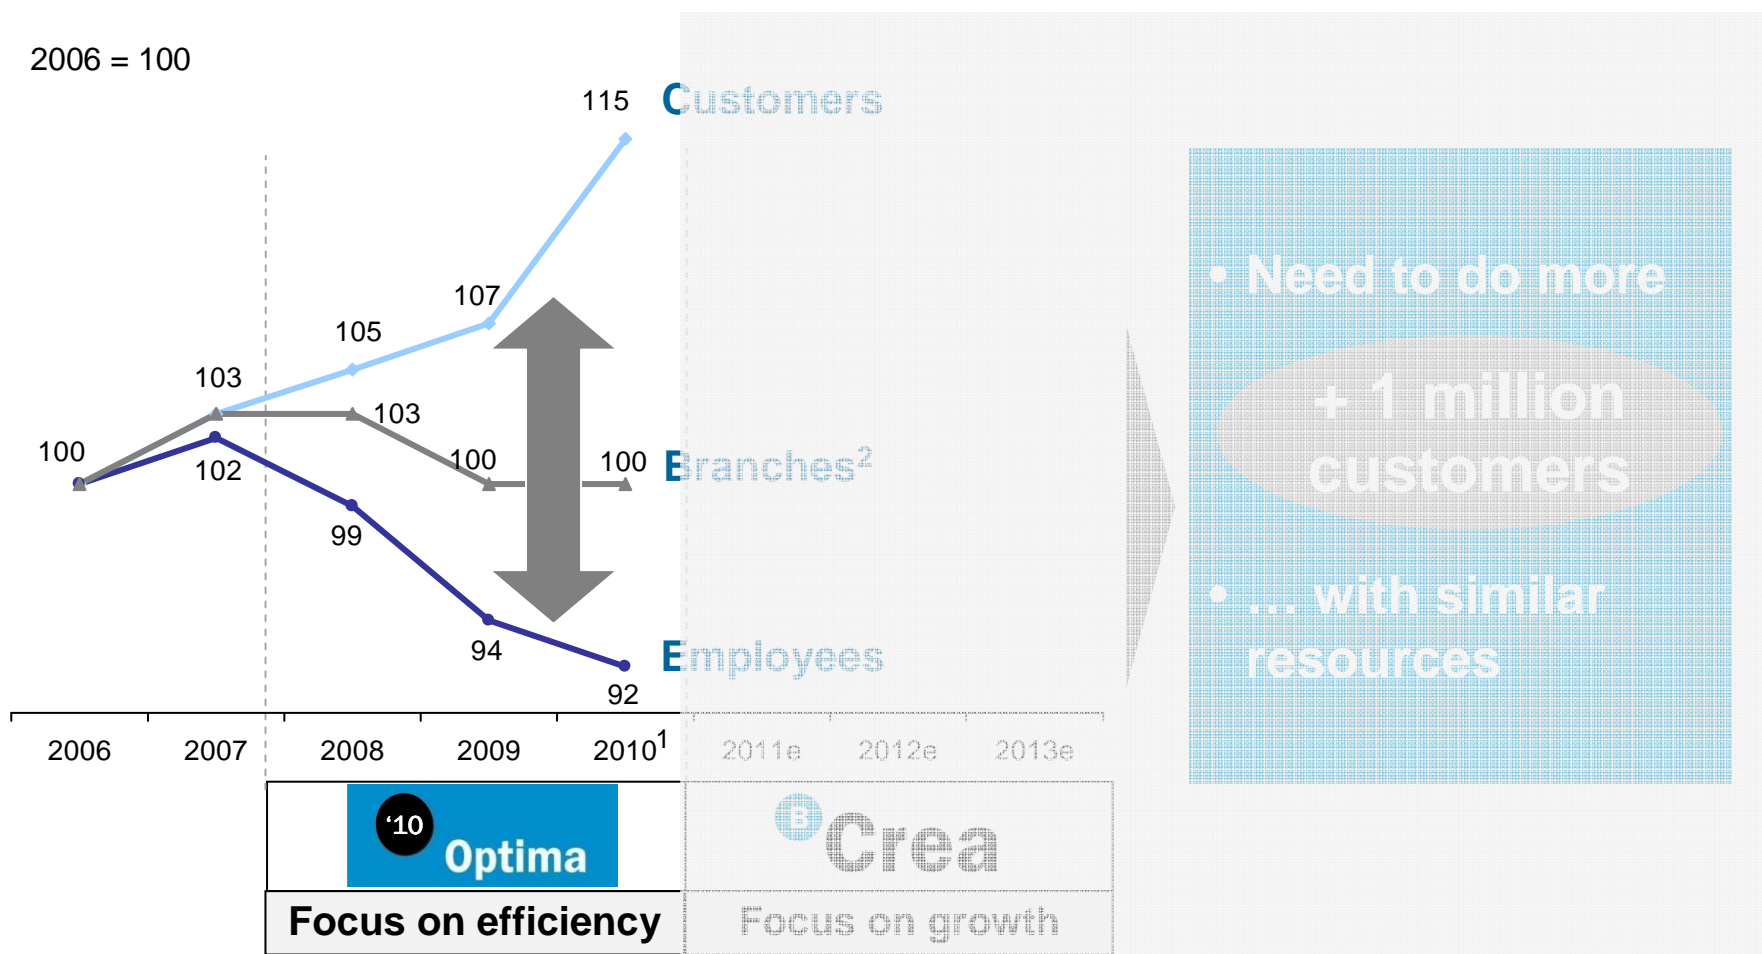 2006 = 100
115
Customers
107
105
103
103
100
100
100
Branches²
102
99
94
Employees
92
2006 2007 2008 2009 2010¹ 2011e 2012e 2013e
'10 Optima
B Crea
Focus on efficiency
Focus on growth
• Need to do more
+ 1 million
customers
• ... with similar
resources